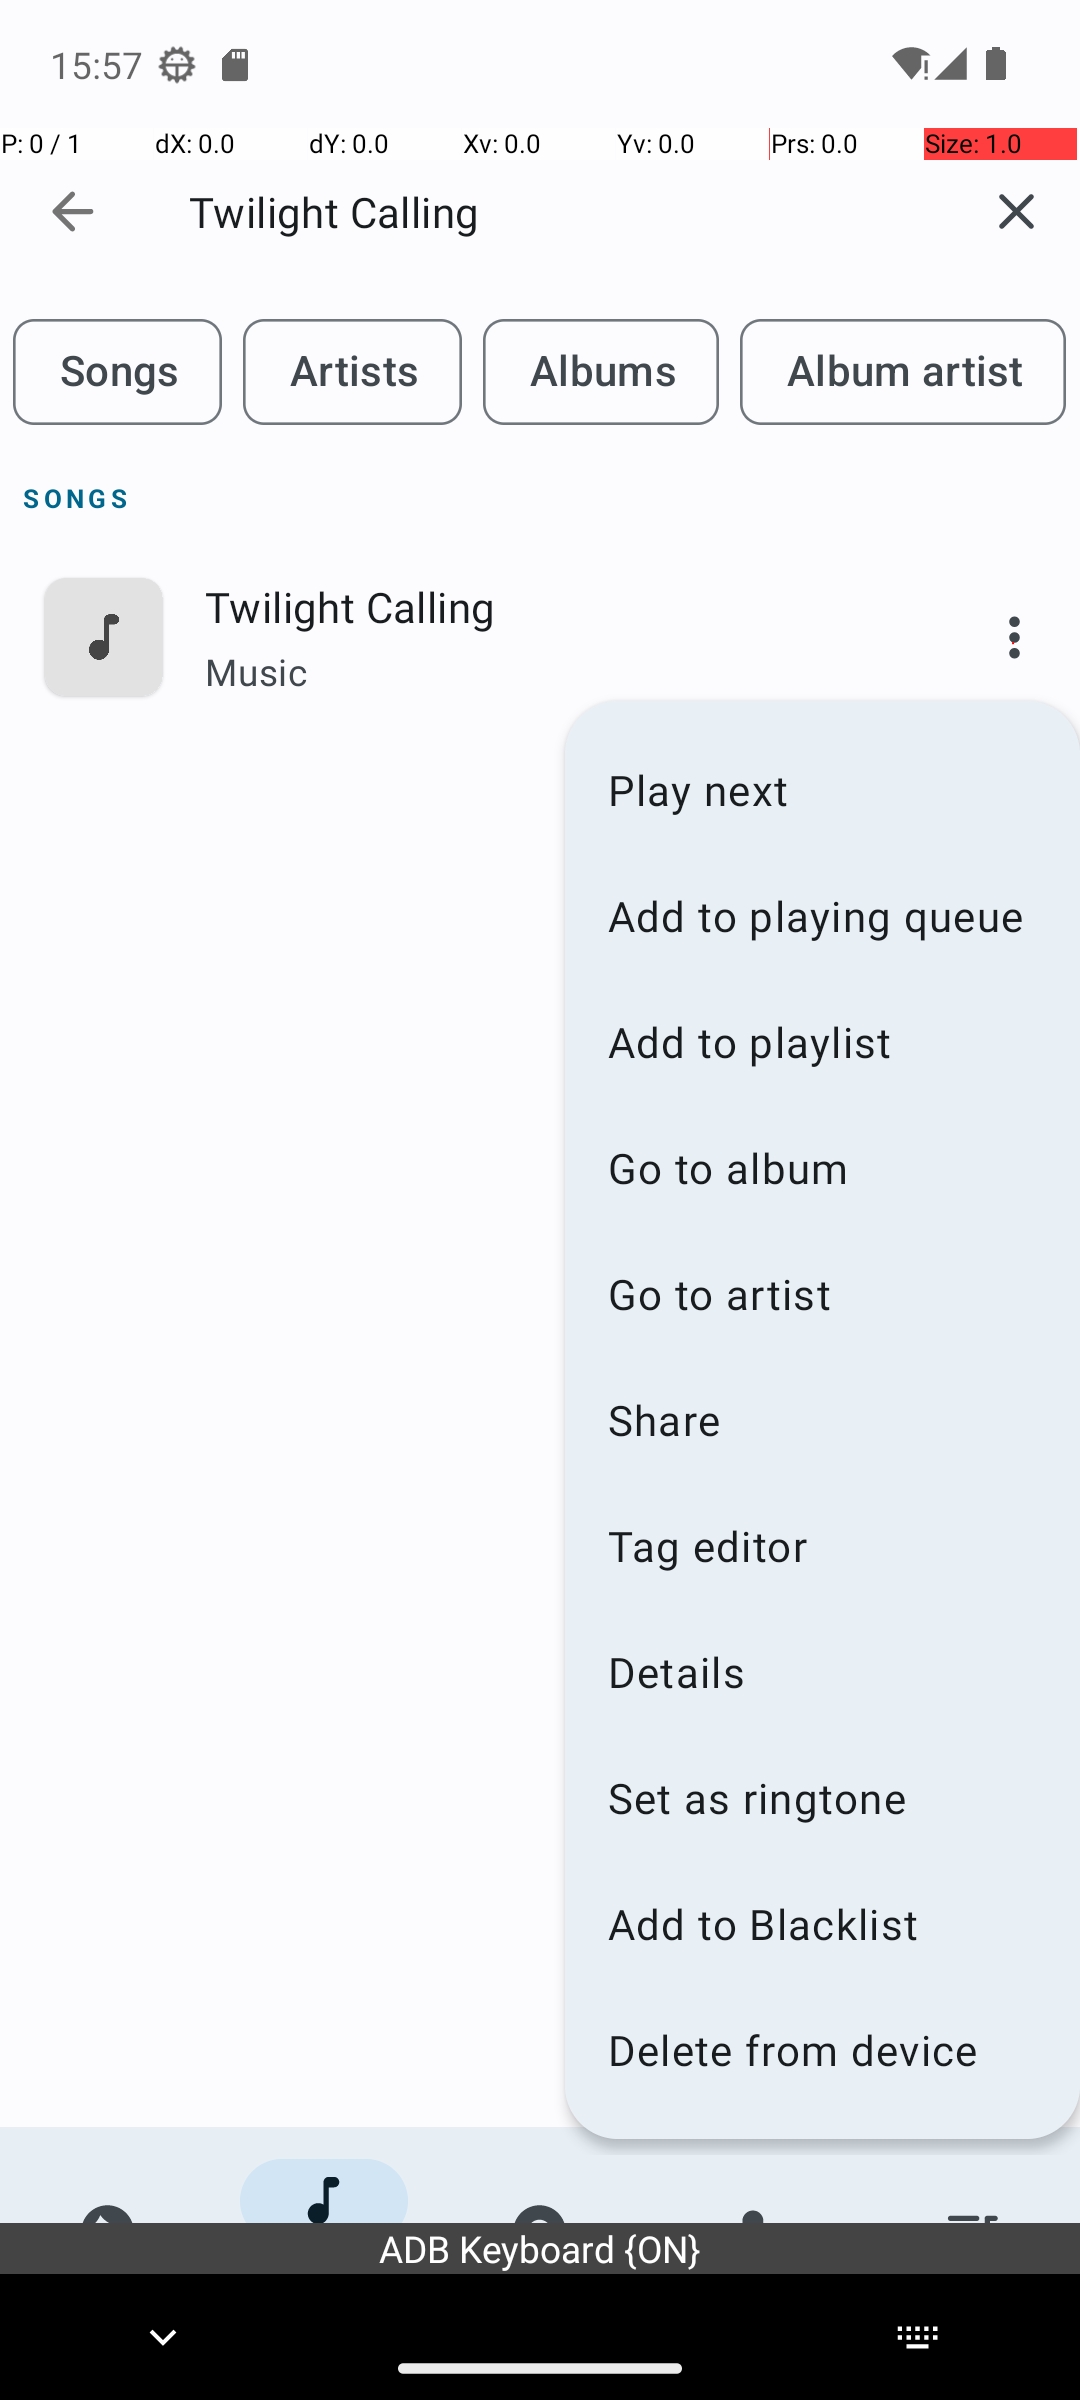 15:57
P: 0 / 1 dX: 0.0 dY: 0.0 Xv: 0.0 Yv: 0.0 Prs: 0.0 Size: 1.0
Twilight Calling
Songs Artists Albums Album artist
SONGS
Twilight Calling
Music
Play next
Add to playing queue
Add to playlist
Go to album
Go to artist
Share
Tag editor
Details
Set as ringtone
Add to Blacklist
Delete from device
ADB Keyboard {ON}